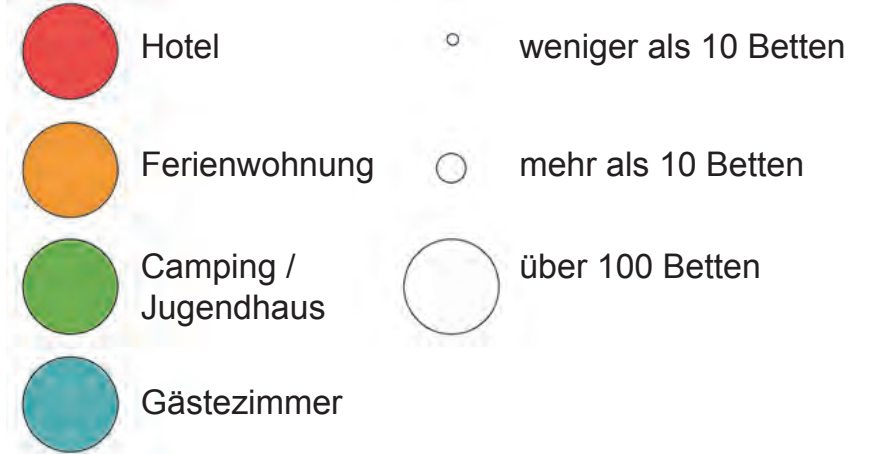 Hotel
weniger als 10 Betten
Ferienwohnung
mehr als 10 Betten
Camping /
Jugendhaus
über 100 Betten
Gästezimmer